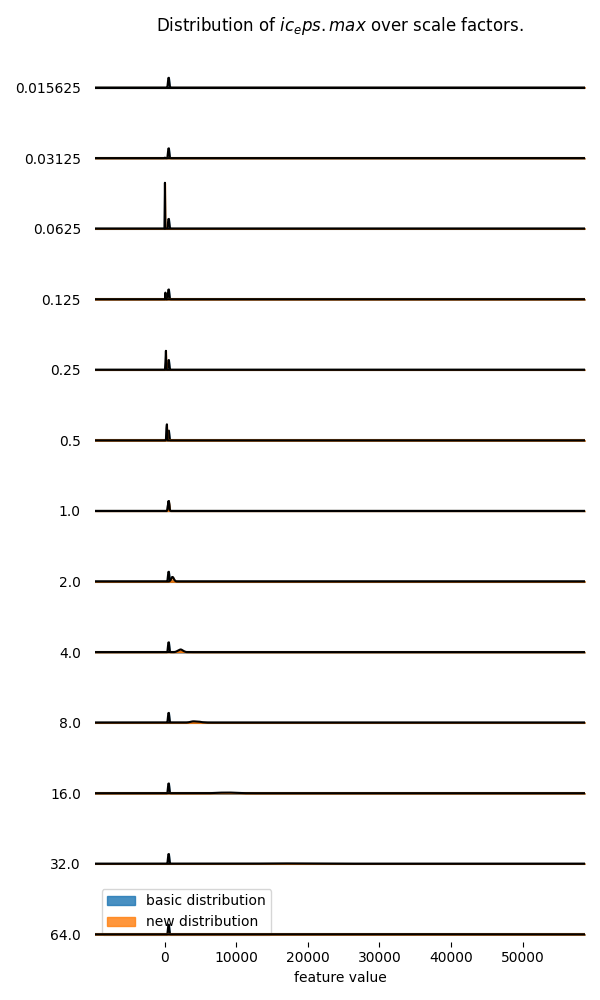 Distribution of ic_eps.max over scale factors.
0.015625
0.03125
0.0625
0.125
0.25
0.5
1.0
2.0
4.0
8.0
16.0
32.0
basic distribution
new distribution
64.0
0 10000 20000 30000 40000 50000
feature value